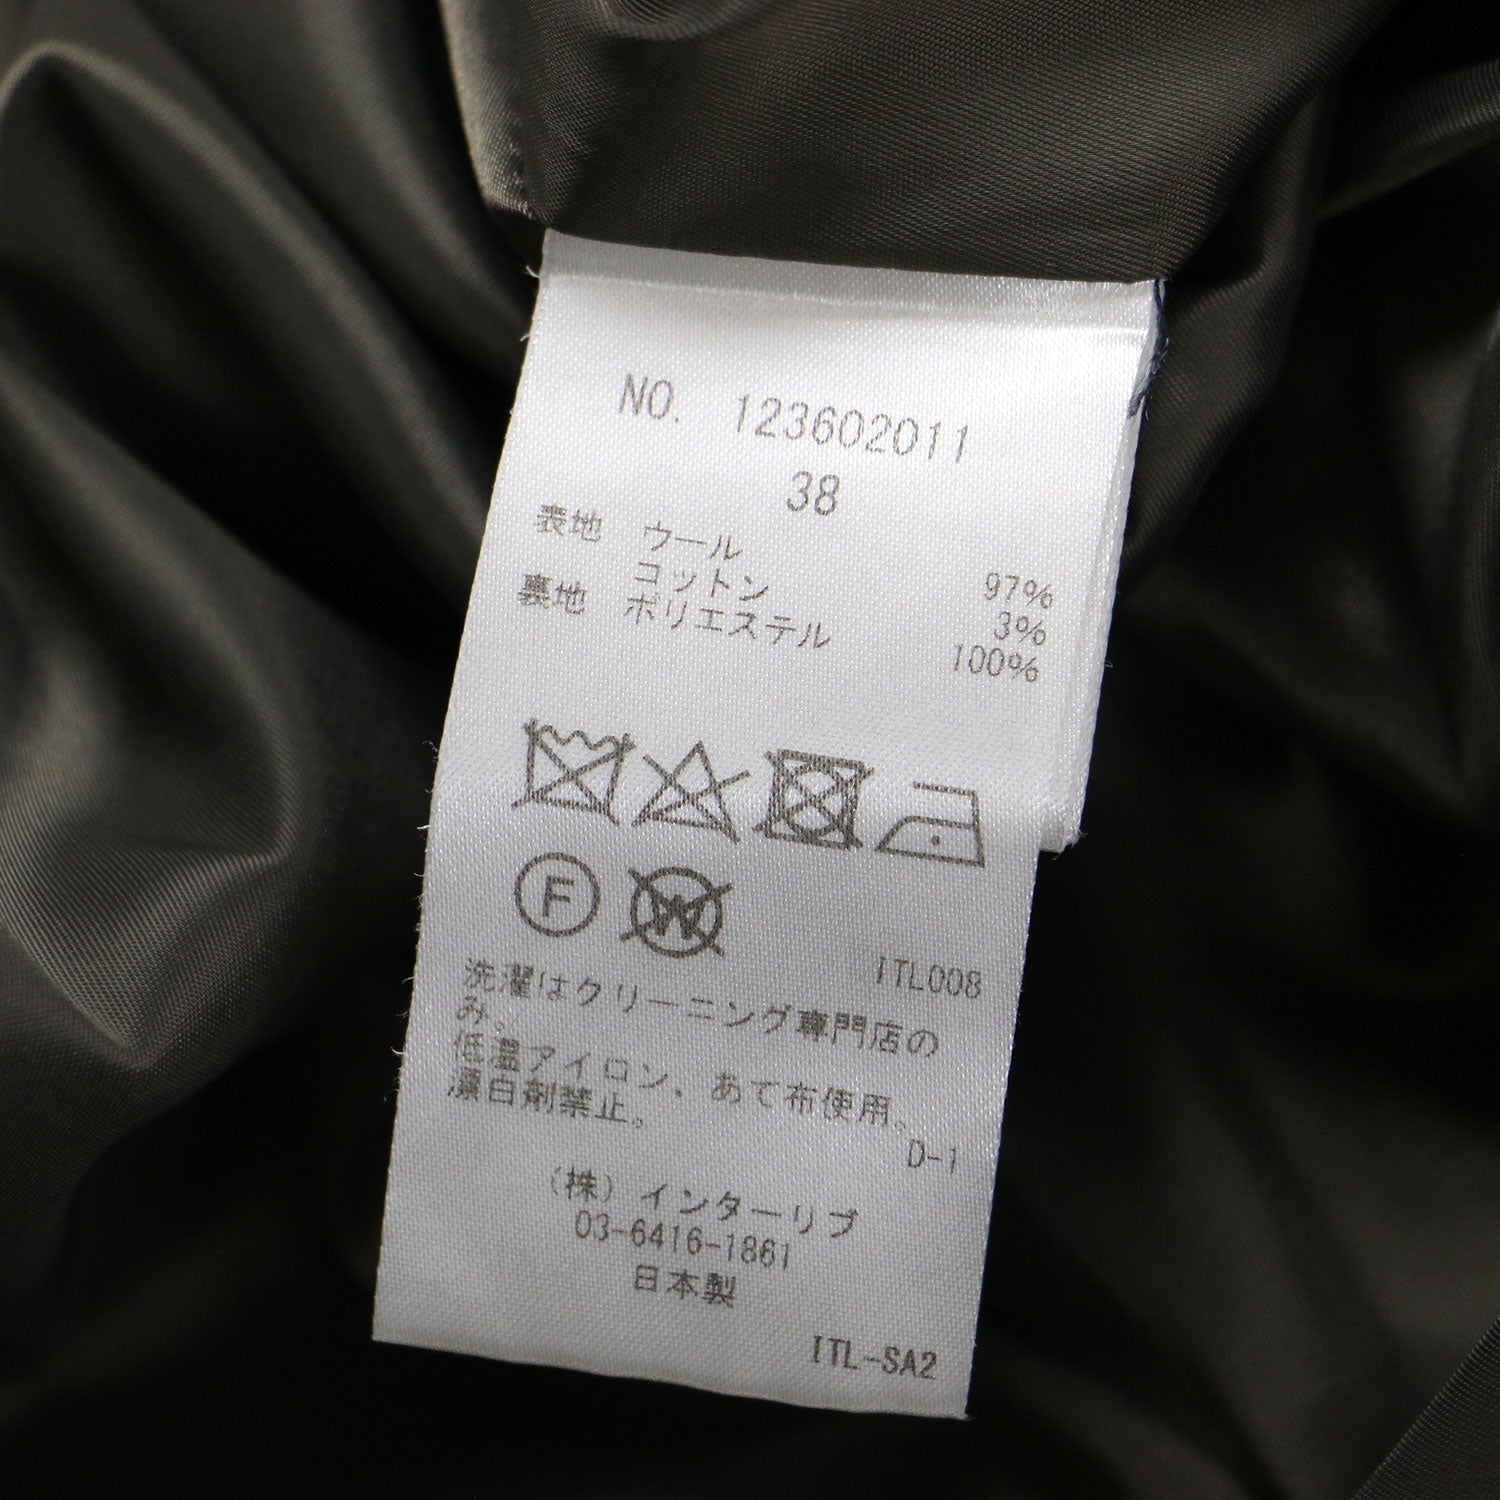 NO. 123602011
38
表地 ウール 97%
コットン 3%
裏地 ポリエステル 100%
F
W
ITL008
洗濯はクリーニング専門店の
み。
低温アイロン、あて布使用。
漂白剤禁止。
D-1
(株)インターリブ
03-6416-1861
日本製
ITL-SA2